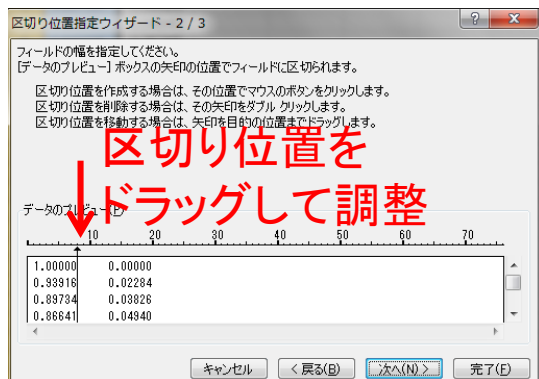 区切り位置指定ウィザード - 2 / 3
フィールドの幅を指定してください。
[データのプレビュー] ボックスの矢印の位置でフィールドに区切られます。
区切り位置を作成する場合は、その位置でマウスのボタンをクリックします。
区切り位置を削除する場合は、その矢印をダブル クリックします。
区切り位置を移動する場合は、矢印を目的の位置までドラッグします。
区切り位置を
ドラッグして調整
データのプレビュー(P)
10 20 30 40 50 60 70
1.00000 0.00000
0.93916 0.02284
0.89734 0.03826
0.86641 0.04940
キャンセル < 戻る(B) 次へ(N) > 完了(F)